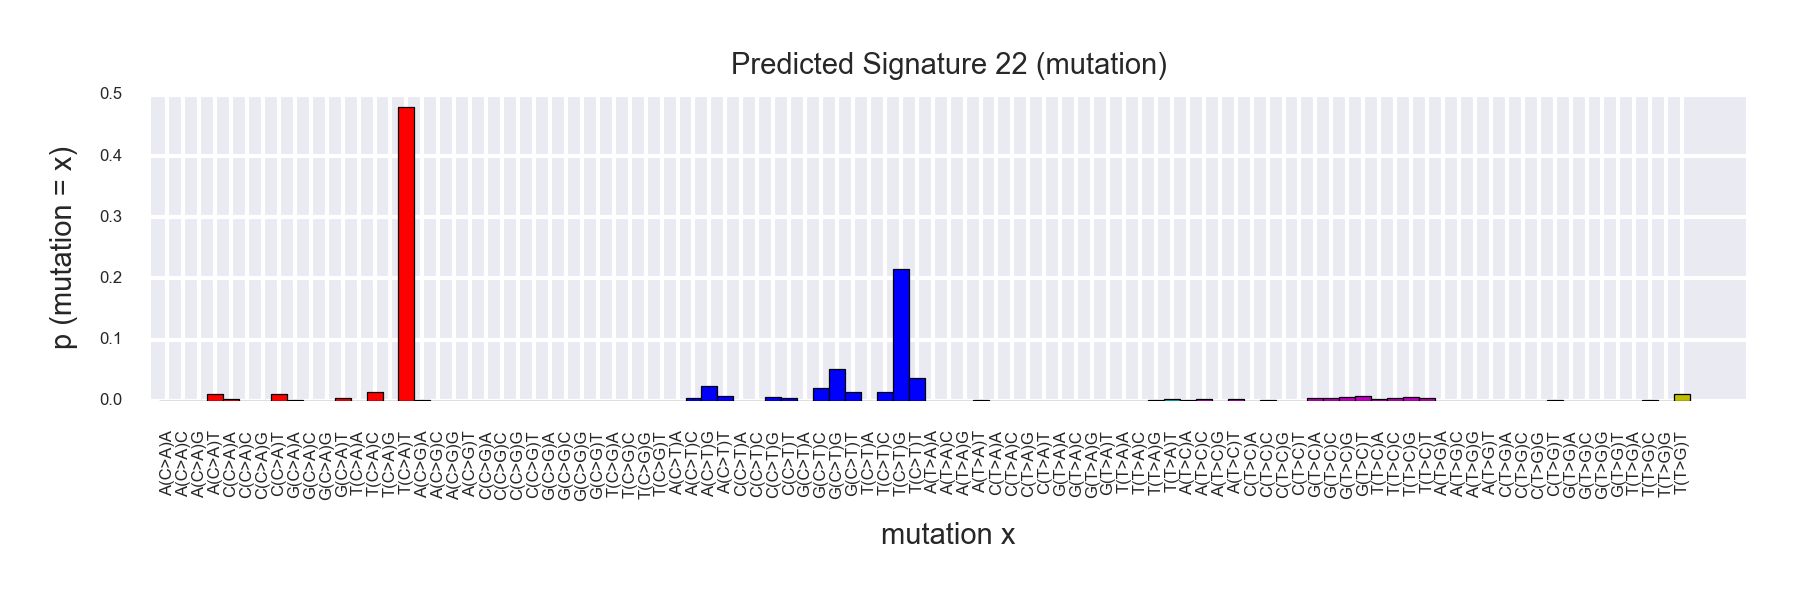 Predicted Signature 22 (mutation)
0.5
0.4
0.3
0.2
0.1
0.0
p (mutation = x)
A(C>A)A
A(C>A)C
A(C>A)G
A(C>A)T
C(C>A)A
C(C>A)C
C(C>A)G
C(C>A)T
G(C>A)A
G(C>A)C
G(C>A)G
G(C>A)T
T(C>A)A
T(C>A)C
T(C>A)G
T(C>A)T
A(C>G)A
A(C>G)C
A(C>G)G
A(C>G)T
C(C>G)A
C(C>G)C
C(C>G)G
C(C>G)T
G(C>G)A
G(C>G)C
G(C>G)G
G(C>G)T
T(C>G)A
T(C>G)C
T(C>G)G
T(C>G)T
A(C>T)A
A(C>T)C
A(C>T)G
A(C>T)T
C(C>T)A
C(C>T)C
C(C>T)G
C(C>T)T
G(C>T)A
G(C>T)C
G(C>T)G
G(C>T)T
T(C>T)A
T(C>T)C
T(C>T)G
T(C>T)T
A(T>A)A
A(T>A)C
A(T>A)G
A(T>A)T
C(T>A)A
C(T>A)C
C(T>A)G
C(T>A)T
G(T>A)A
G(T>A)C
G(T>A)G
G(T>A)T
T(T>A)A
T(T>A)C
T(T>A)G
T(T>A)T
A(T>C)A
A(T>C)C
A(T>C)G
A(T>C)T
C(T>C)A
C(T>C)C
C(T>C)G
C(T>C)T
G(T>C)A
G(T>C)C
G(T>C)G
G(T>C)T
T(T>C)A
T(T>C)C
T(T>C)G
T(T>C)T
A(T>G)A
A(T>G)C
A(T>G)G
A(T>G)T
C(T>G)A
C(T>G)C
C(T>G)G
C(T>G)T
G(T>G)A
G(T>G)C
G(T>G)G
G(T>G)T
T(T>G)A
T(T>G)C
T(T>G)G
T(T>G)T
mutation x